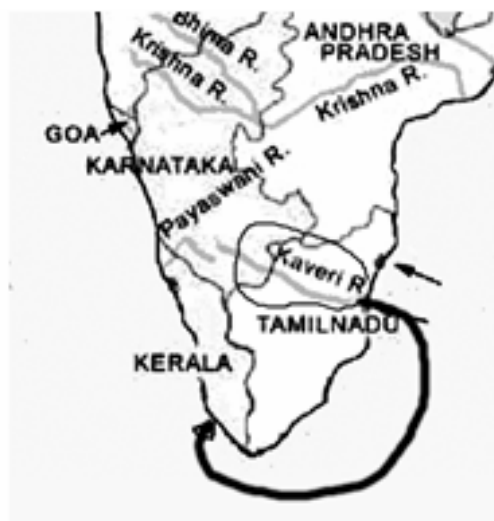 Bhima R.
ANDHRA
PRADESH
Krishna R.
Krishna R.
GOA
KARNATAKA
Payaswani R.
Kaveri R
TAMILNADU
KERALA